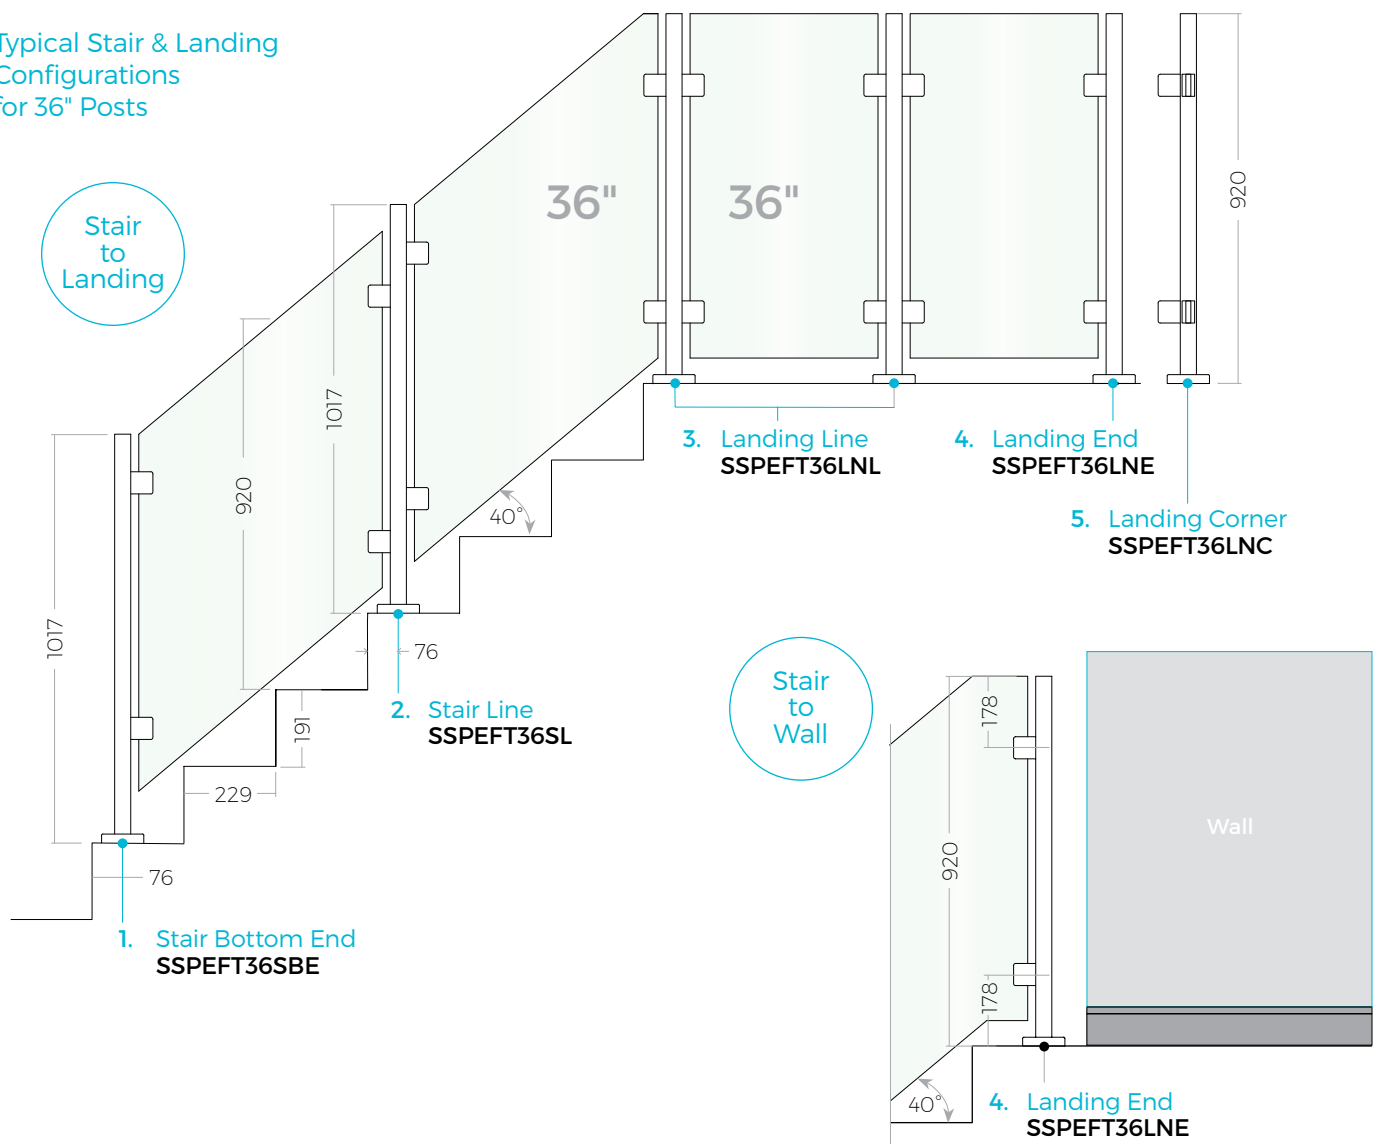 Typical Stair & Landing
Configurations
for 36" Posts
Stair
to
Landing
36"
36"
920
1017
920
1017
40°
3. Landing Line
SSPEFT36LNL
4. Landing End
SSPEFT36LNE
5. Landing Corner
SSPEFT36LNC
76
2. Stair Line
SSPEFT36SL
191
229
76
1. Stair Bottom End
SSPEFT36SBE
Stair
to
Wall
178
920
178
Wall
40°
4. Landing End
SSPEFT36LNE